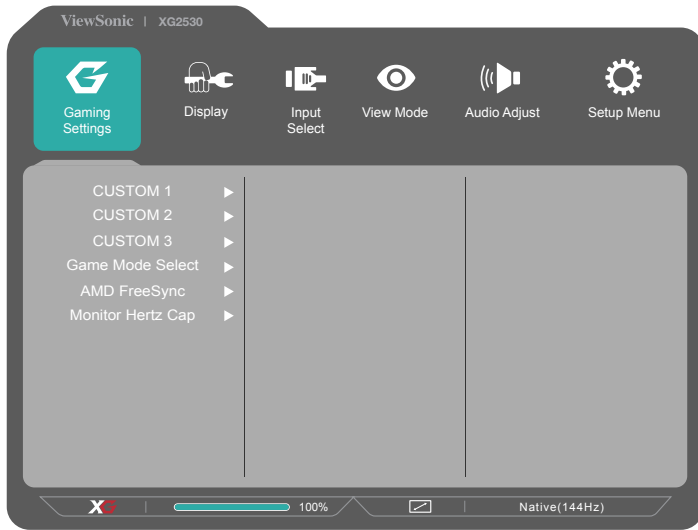 ViewSonic | XG2530
Gaming
Settings
Display
Input
Select
View Mode
Audio Adjust
Setup Menu
CUSTOM 1
CUSTOM 2
CUSTOM 3
Game Mode Select
AMD FreeSync
Monitor Hertz Cap
XG | 100% | Native(144Hz)